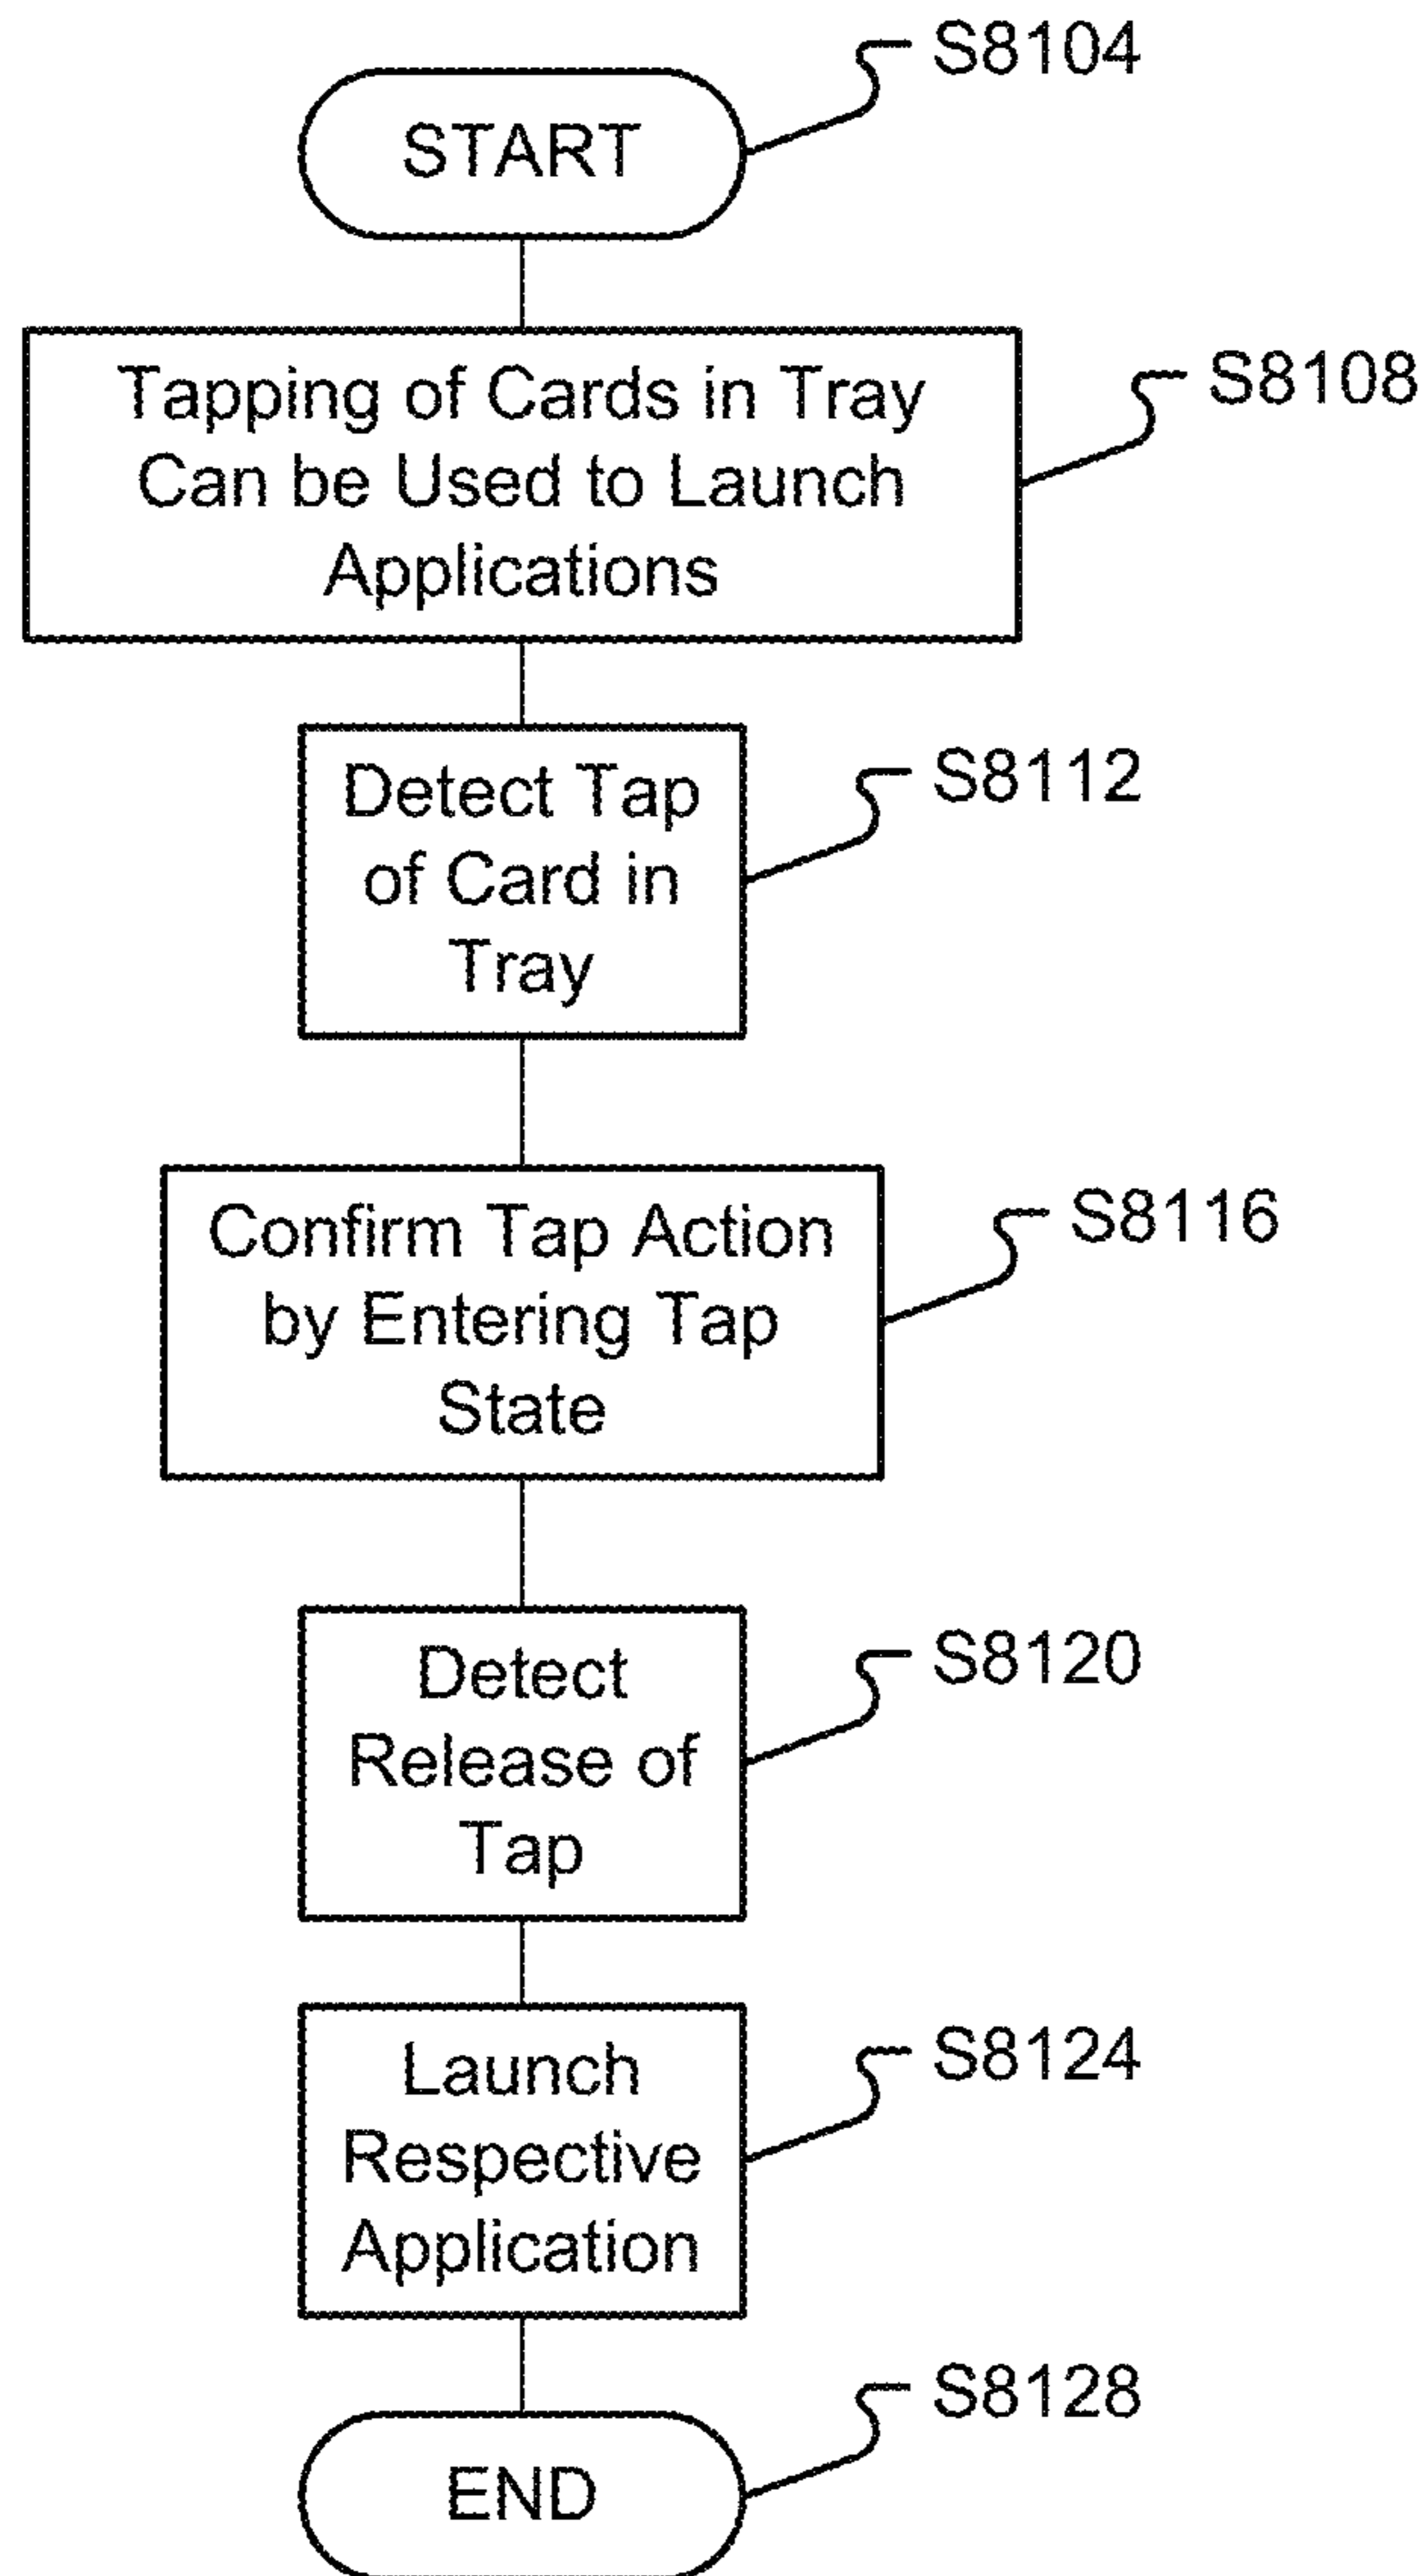 START
S8104
Tapping of Cards in Tray
Can be Used to Launch
Applications
S8108
Detect Tap
of Card in
Tray
S8112
Confirm Tap Action
by Entering Tap
State
S8116
Detect
Release of
Tap
S8120
Launch
Respective
Application
S8124
END
S8128